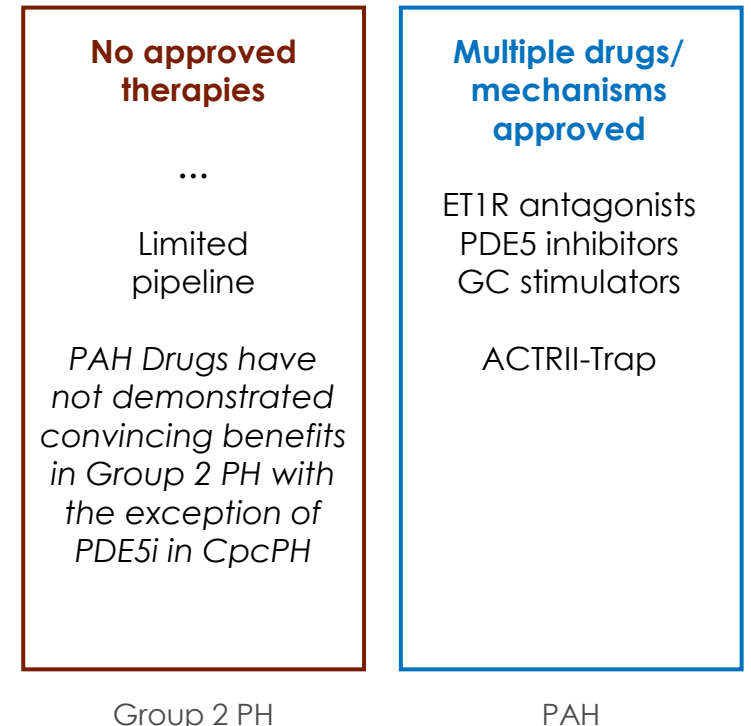 No approved
therapies
...
Limited
pipeline
PAH Drugs have
not demonstrated
convincing benefits
in Group 2 PH with
the exception of
PDE5i in CpcPH
Group 2 PH
Multiple drugs/
mechanisms
approved
ET1R antagonists
PDE5 inhibitors
GC stimulators
ACTRII-Trap
PAH